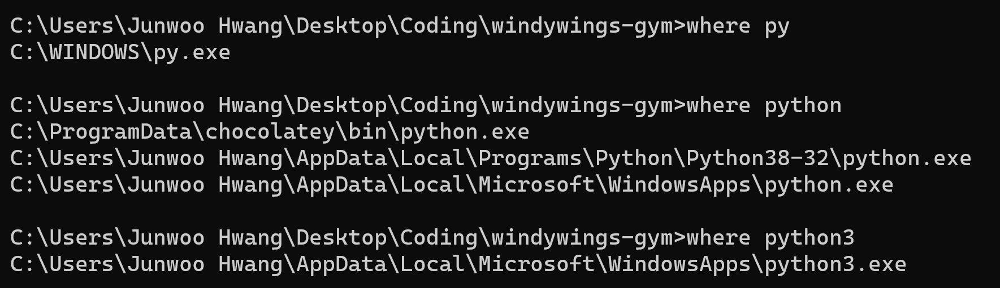 C:\Users\Junwoo Hwang\Desktop\Coding\windywings-gym>where py
C:\WINDOWS\py.exe
C:\Users\Junwoo Hwang\Desktop\Coding\windywings-gym>where python
C:\ProgramData\chocolatey\bin\python.exe
C:\Users\Junwoo Hwang\AppData\Local\Programs\Python\Python38-32\python.exe
C:\Users\Junwoo Hwang\AppData\Local\Microsoft\WindowsApps\python.exe
C:\Users\Junwoo Hwang\Desktop\Coding\windywings-gym>where python3
C:\Users\Junwoo Hwang\AppData\Local\Microsoft\WindowsApps\python3.exe